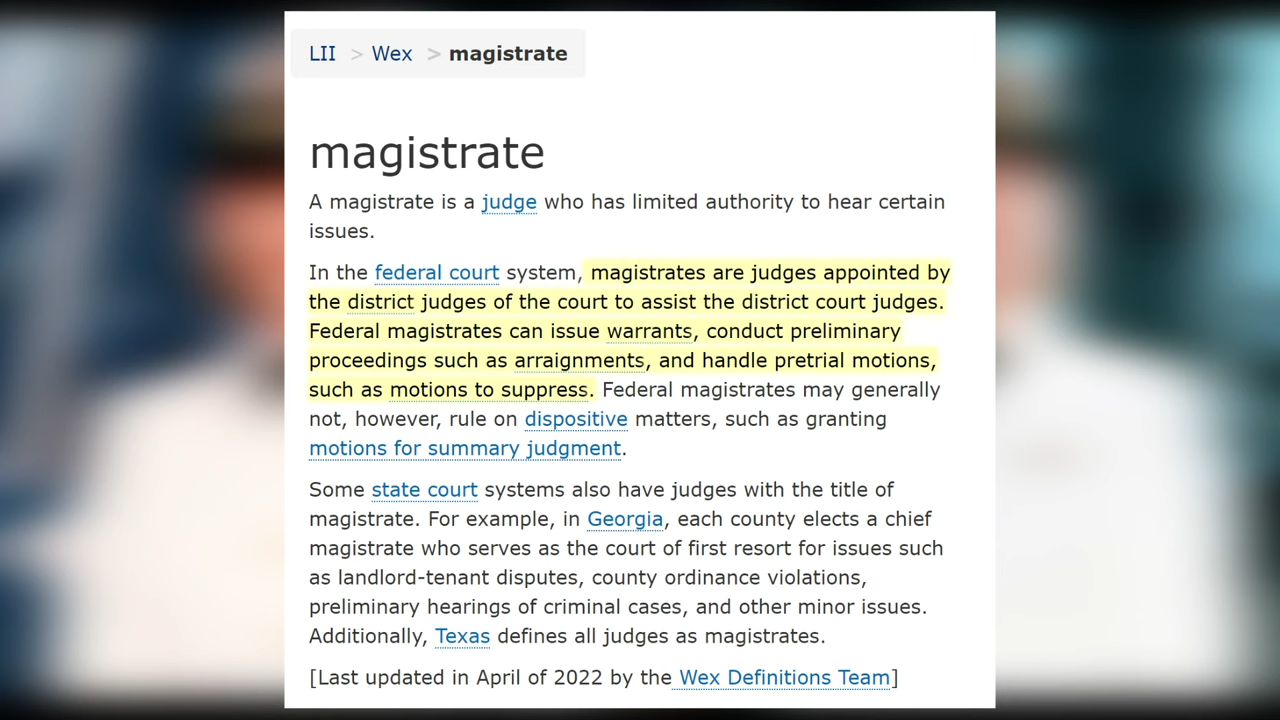 LII > Wex > magistrate
magistrate
A magistrate is a judge who has limited authority to hear certain
issues.
In the federal court system, magistrates are judges appointed by
the district judges of the court to assist the district court judges.
Federal magistrates can issue warrants, conduct preliminary
proceedings such as arraignments, and handle pretrial motions,
such as motions to suppress. Federal magistrates may generally
not, however, rule on dispositive matters, such as granting
motions for summary judgment.
Some state court systems also have judges with the title of
magistrate. For example, in Georgia, each county elects a chief
magistrate who serves as the court of first resort for issues such
as landlord-tenant disputes, county ordinance violations,
preliminary hearings of criminal cases, and other minor issues.
Additionally, Texas defines all judges as magistrates.
[Last updated in April of 2022 by the Wex Definitions Team]